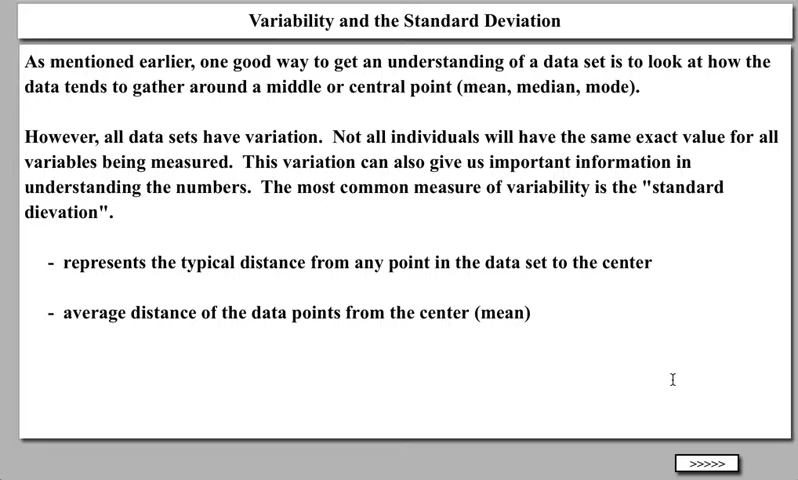 Variability and the Standard Deviation
As mentioned earlier, one good way to get an understanding of a data set is to look at how the
data tends to gather around a middle or central point (mean, median, mode).
However, all data sets have variation.  Not all individuals will have the same exact value for all
variables being measured.  This variation can also give us important information in
understanding the numbers.  The most common measure of variability is the "standard
dievation".
- represents the typical distance from any point in the data set to the center
- average distance of the data points from the center (mean)
>>>>>